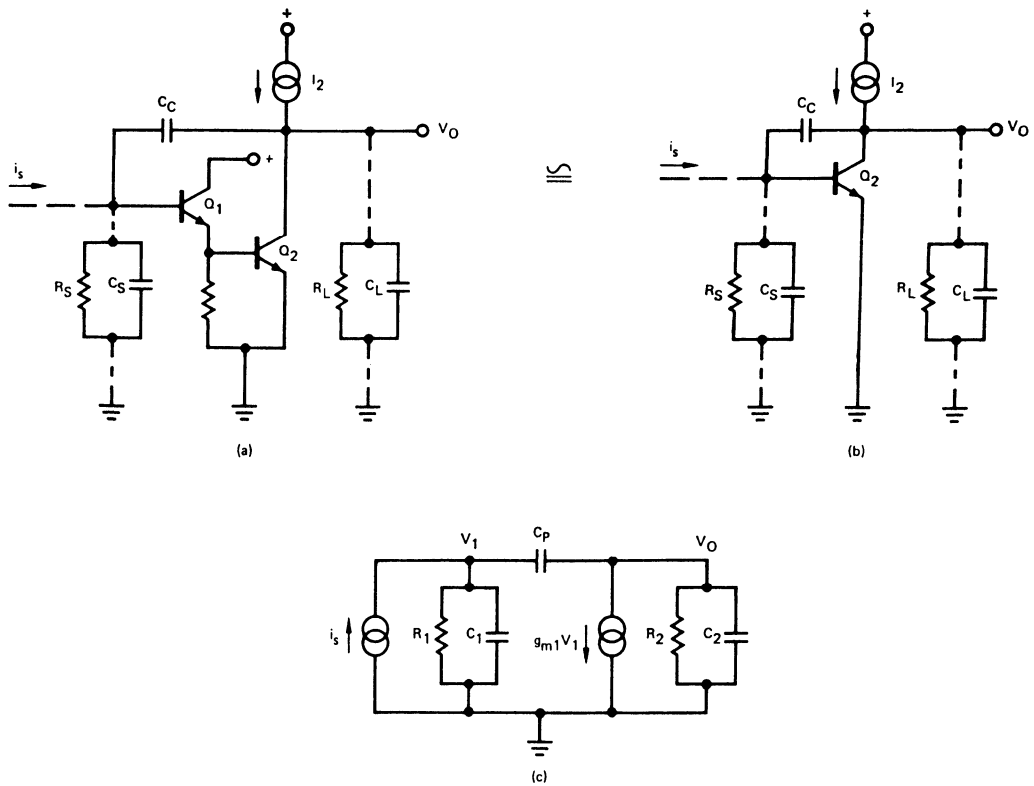 + +
I2 I2
CC CC
VO VO
is + is
Q1 Q2
Q2
RS CS RL CL RS CS RL CL
(a) (b)
V1 CP VO
is R1 C1 gm1V1 R2 C2
(c)